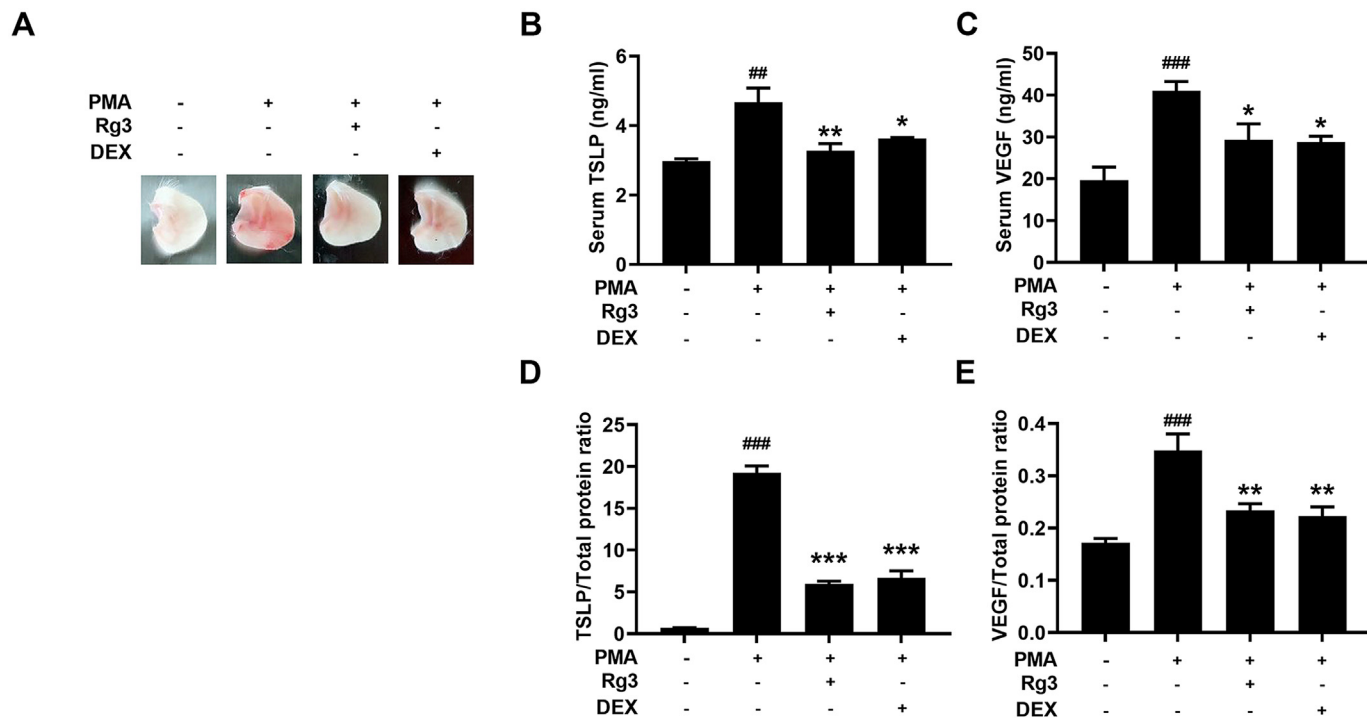 A
PMA - + + +
Rg3 - - + -
DEX - - - +
B
Serum TSLP (ng/ml)
6
4
2
0
##
**
*
PMA - + + +
Rg3 - - + -
DEX - - - +
C
Serum VEGF (ng/ml)
50
40
30
20
10
0
###
*
*
PMA - + + +
Rg3 - - + -
DEX - - - +
D
TSLP/Total protein ratio
25
20
15
10
5
0
###
***
***
PMA - + + +
Rg3 - - + -
DEX - - - +
E
VEGF/Total protein ratio
0.4
0.3
0.2
0.1
0.0
###
**
**
PMA - + + +
Rg3 - - + -
DEX - - - +